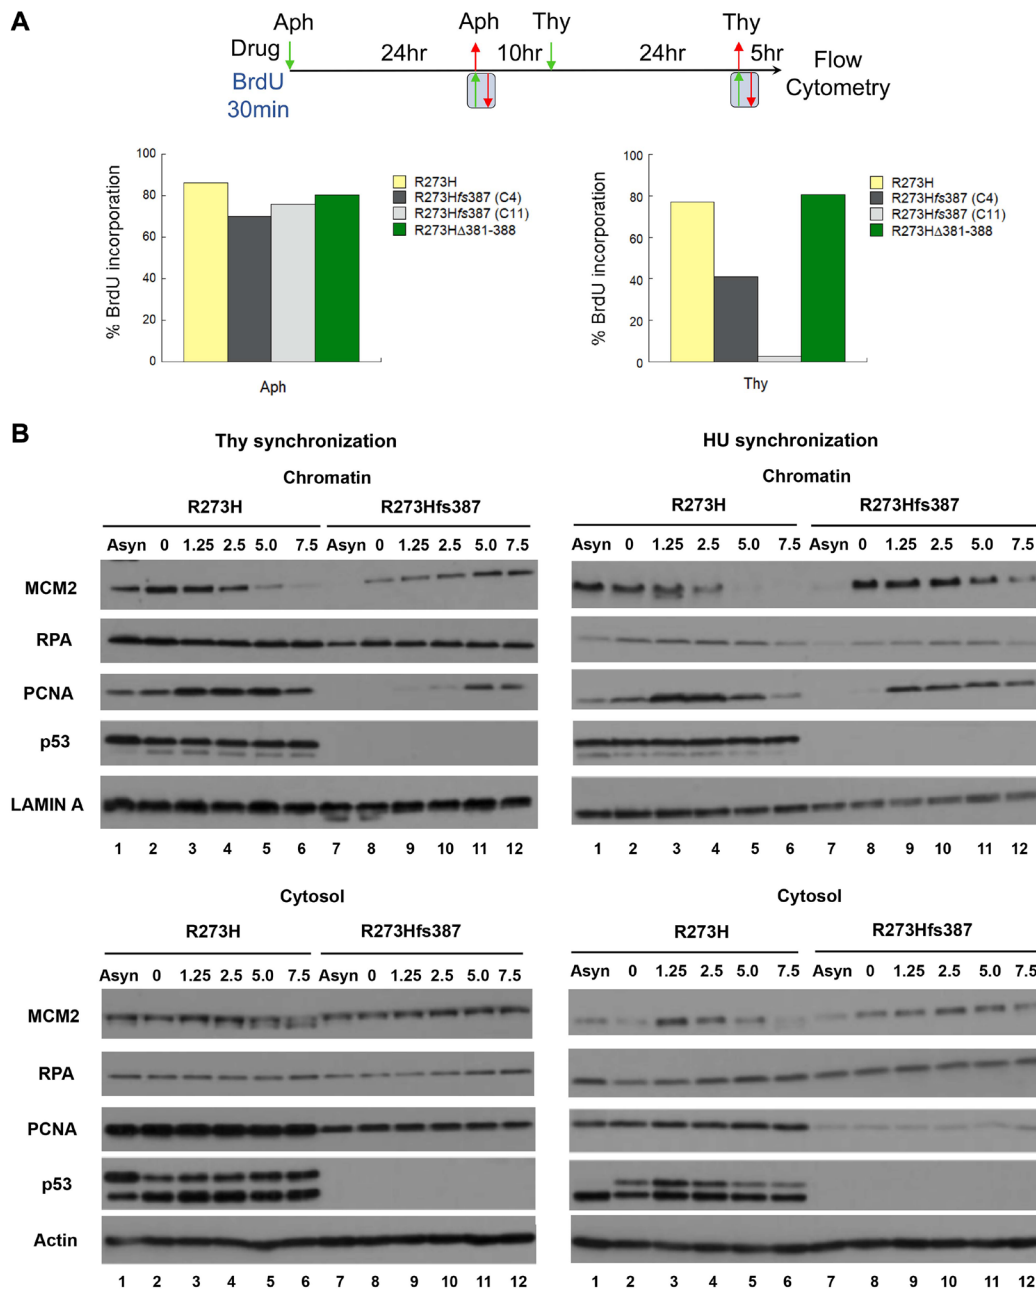 A
Aph Aph Thy Thy
Drug 24hr 10hr 24hr 5hr Flow
BrdU Cytometry
30min
% BrdU incorporation
100
80
60
40
20
0
Aph
R273H
R273Hfs387 (C4)
R273Hfs387 (C11)
R273HΔ381-388
% BrdU incorporation
100
80
60
40
20
0
Thy
R273H
R273Hfs387 (C4)
R273Hfs387 (C11)
R273HΔ381-388
B
Thy synchronization
Chromatin
R273H R273Hfs387
Asyn 0 1.25 2.5 5.0 7.5 Asyn 0 1.25 2.5 5.0 7.5
MCM2
RPA
PCNA
p53
LAMIN A
1 2 3 4 5 6 7 8 9 10 11 12
HU synchronization
Chromatin
R273H R273Hfs387
Asyn 0 1.25 2.5 5.0 7.5 Asyn 0 1.25 2.5 5.0 7.5
1 2 3 4 5 6 7 8 9 10 11 12
Cytosol
R273H R273Hfs387
Asyn 0 1.25 2.5 5.0 7.5 Asyn 0 1.25 2.5 5.0 7.5
MCM2
RPA
PCNA
p53
Actin
1 2 3 4 5 6 7 8 9 10 11 12
Cytosol
R273H R273Hfs387
Asyn 0 1.25 2.5 5.0 7.5 Asyn 0 1.25 2.5 5.0 7.5
1 2 3 4 5 6 7 8 9 10 11 12